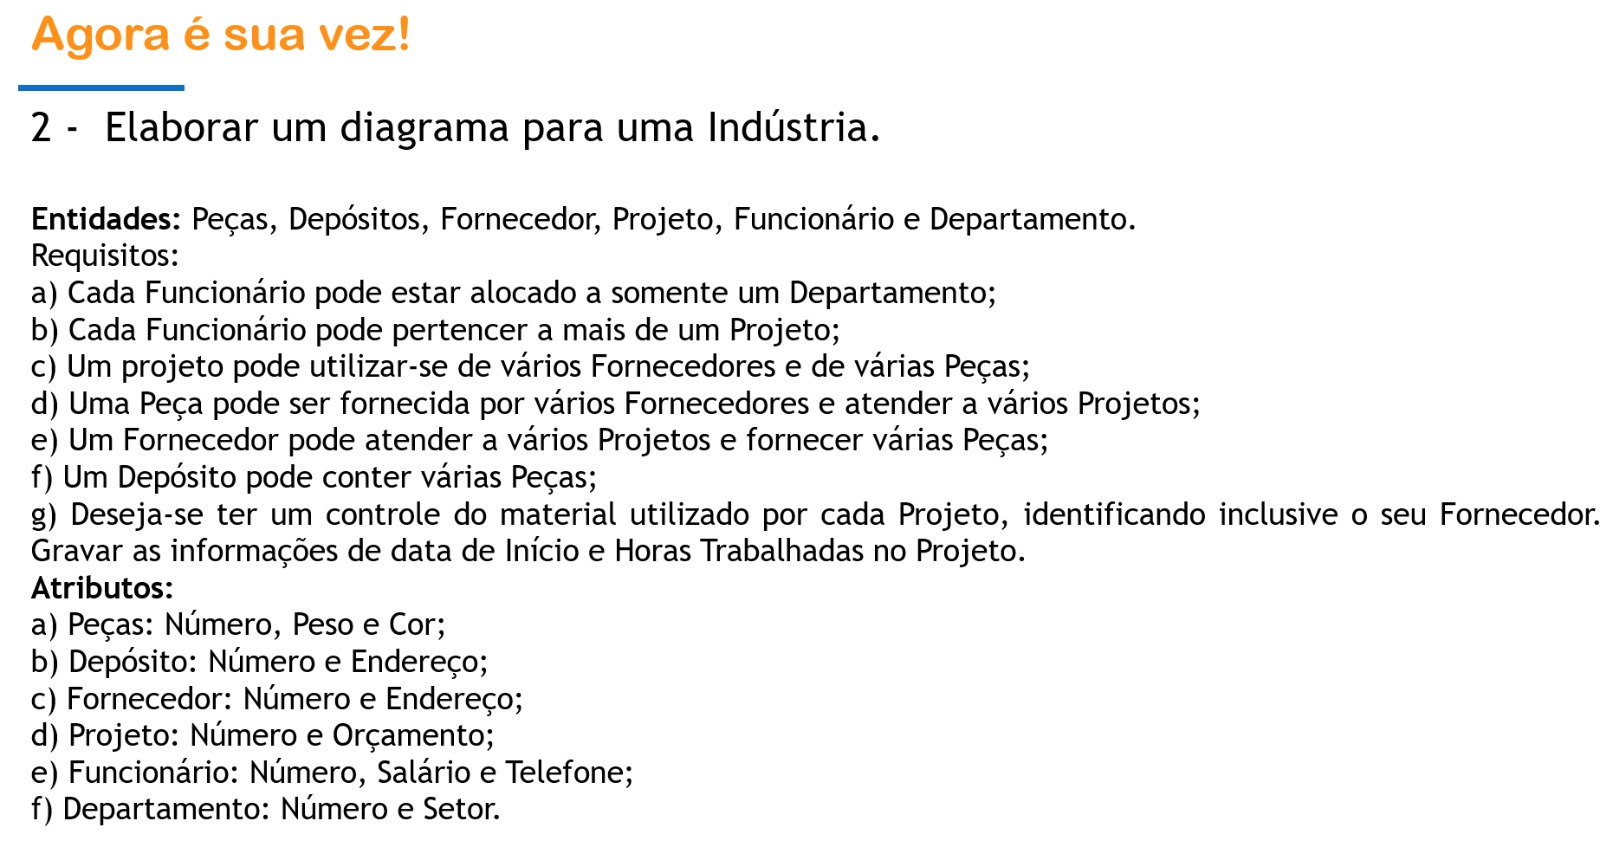 Agora é sua vez!
2 - Elaborar um diagrama para uma Indústria.
Entidades: Peças, Depósitos, Fornecedor, Projeto, Funcionário e Departamento.
Requisitos:
a) Cada Funcionário pode estar alocado a somente um Departamento;
b) Cada Funcionário pode pertencer a mais de um Projeto;
c) Um projeto pode utilizar-se de vários Fornecedores e de várias Peças;
d) Uma Peça pode ser fornecida por vários Fornecedores e atender a vários Projetos;
e) Um Fornecedor pode atender a vários Projetos e fornecer várias Peças;
f) Um Depósito pode conter várias Peças;
g) Deseja-se ter um controle do material utilizado por cada Projeto, identificando inclusive o seu Fornecedor.
Gravar as informações de data de Início e Horas Trabalhadas no Projeto.
Atributos:
a) Peças: Número, Peso e Cor;
b) Depósito: Número e Endereço;
c) Fornecedor: Número e Endereço;
d) Projeto: Número e Orçamento;
e) Funcionário: Número, Salário e Telefone;
f) Departamento: Número e Setor.